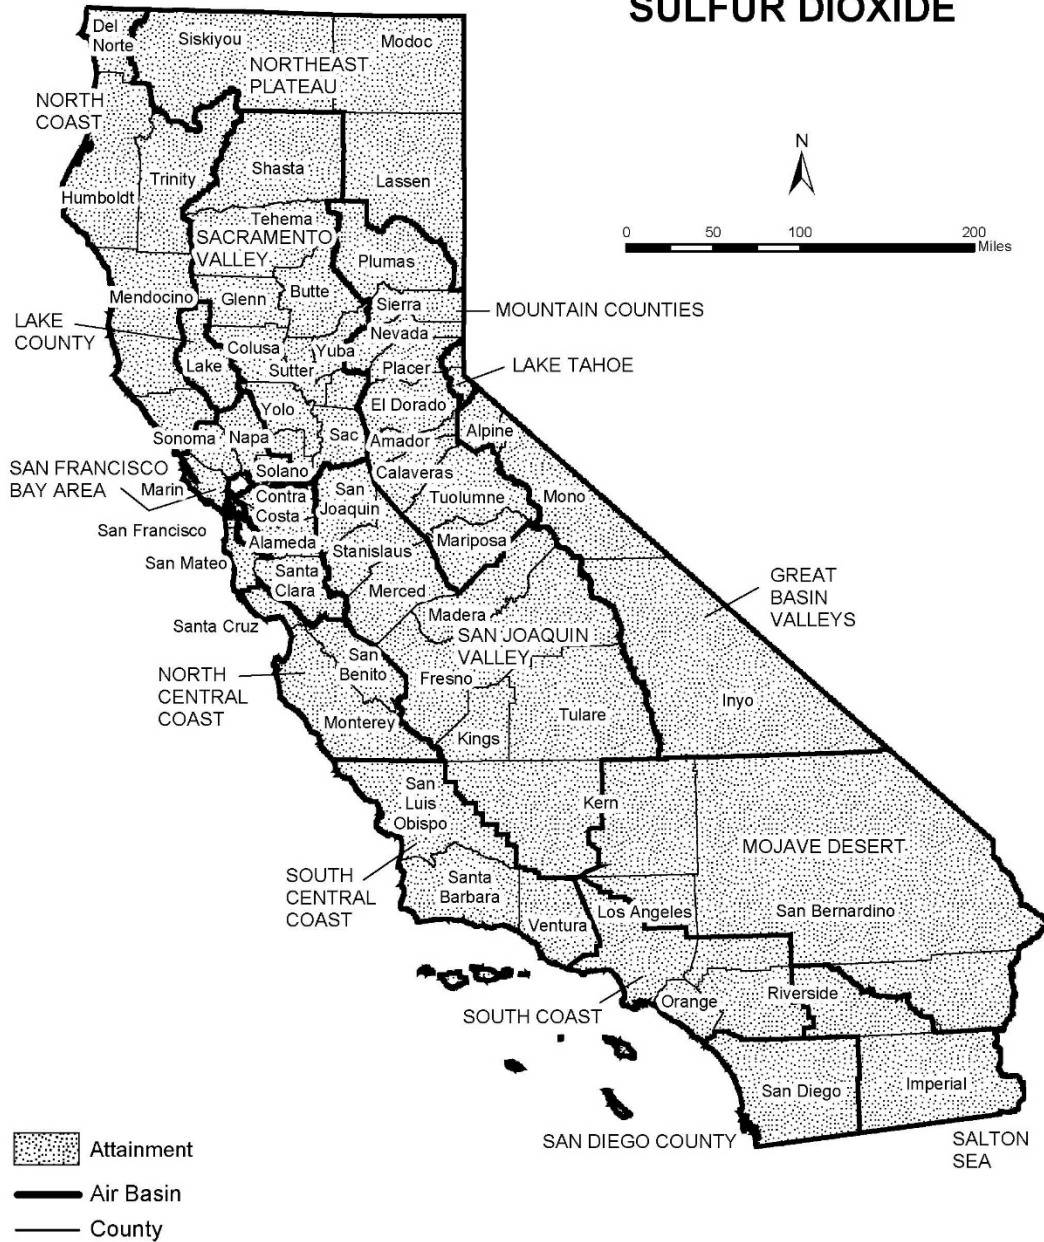 SULFUR DIOXIDE
Del
Norte
Siskiyou
Modoc
NORTHEAST
PLATEAU
NORTH
COAST
N
Shasta
Trinity
Lassen
Humboldt
Tehema
SACRAMENTO
VALLEY
0 50 100 200
Miles
Plumas
Mendocino
Glenn
Butte
Sierra
MOUNTAIN COUNTIES
LAKE
COUNTY
Nevada
Colusa
Yuba
Lake
Sutter
Placer
LAKE TAHOE
Yolo
El Dorado
Sonoma
Napa
Sac
Amador
Alpine
SAN FRANCISCO
BAY AREA
Solano
Calaveras
Marin
Contra
Costa
San
Joaquin
Tuolumne
Mono
San Francisco
Alameda
Stanislaus
Mariposa
San Mateo
Santa
Clara
Merced
GREAT
BASIN
VALLEYS
Madera
Santa Cruz
SAN JOAQUIN
VALLEY
San
Benito
NORTH
CENTRAL
COAST
Fresno
Inyo
Monterey
Tulare
Kings
San
Luis
Obispo
Kern
MOJAVE DESERT
SOUTH
CENTRAL
COAST
Santa
Barbara
Los Angeles
San Bernardino
Ventura
Orange
Riverside
SOUTH COAST
San Diego
Imperial
SAN DIEGO COUNTY
SALTON
SEA
Attainment
Air Basin
County